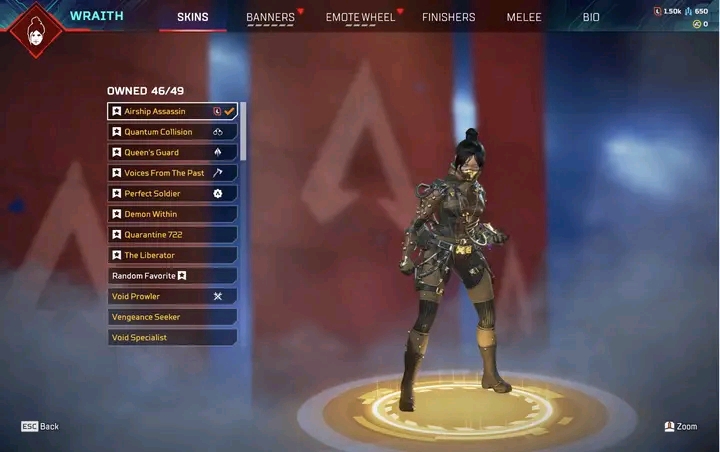 WRAITH
SKINS
BANNERS
EMOTE WHEEL
FINISHERS
MELEE
BIO
1.50k
650
0
OWNED 46/49
Airship Assassin
Quantum Collision
Queen's Guard
Voices From The Past
Perfect Soldier
Demon Within
Quarantine 722
The Liberator
Random Favorite
Void Prowler
Vengeance Seeker
Void Specialist
ESC Back
Zoom